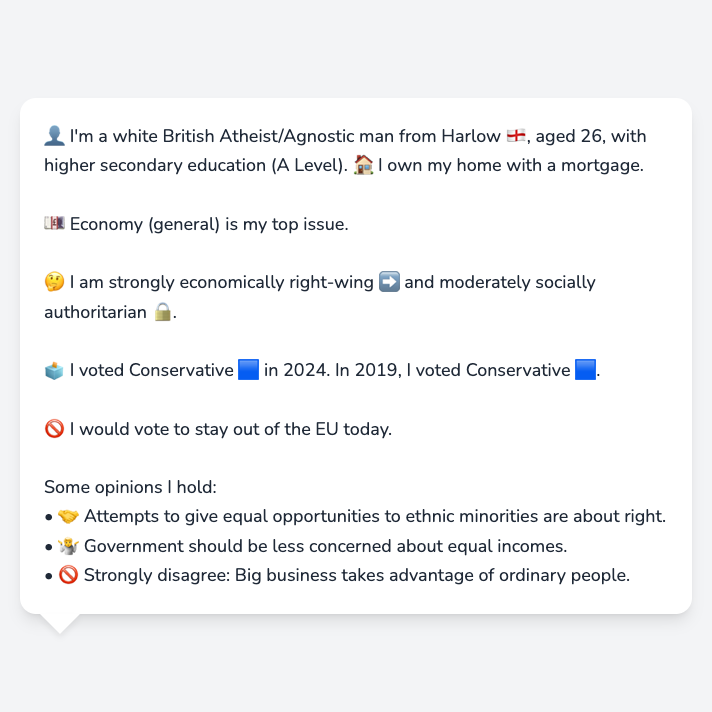 👤 I'm a white British Atheist/Agnostic man from Harlow 🏴󠁧󠁢󠁥󠁮󠁧󠁿, aged 26, with
higher secondary education (A Level). 🏠 I own my home with a mortgage.
💷 Economy (general) is my top issue.
🤔 I am strongly economically right-wing ➡️ and moderately socially
authoritarian 🔒.
🗳️ I voted Conservative 🟦 in 2024. In 2019, I voted Conservative 🟦.
🚫 I would vote to stay out of the EU today.
Some opinions I hold:
• 🤝 Attempts to give equal opportunities to ethnic minorities are about right.
• 🤷 Government should be less concerned about equal incomes.
• 🚫 Strongly disagree: Big business takes advantage of ordinary people.